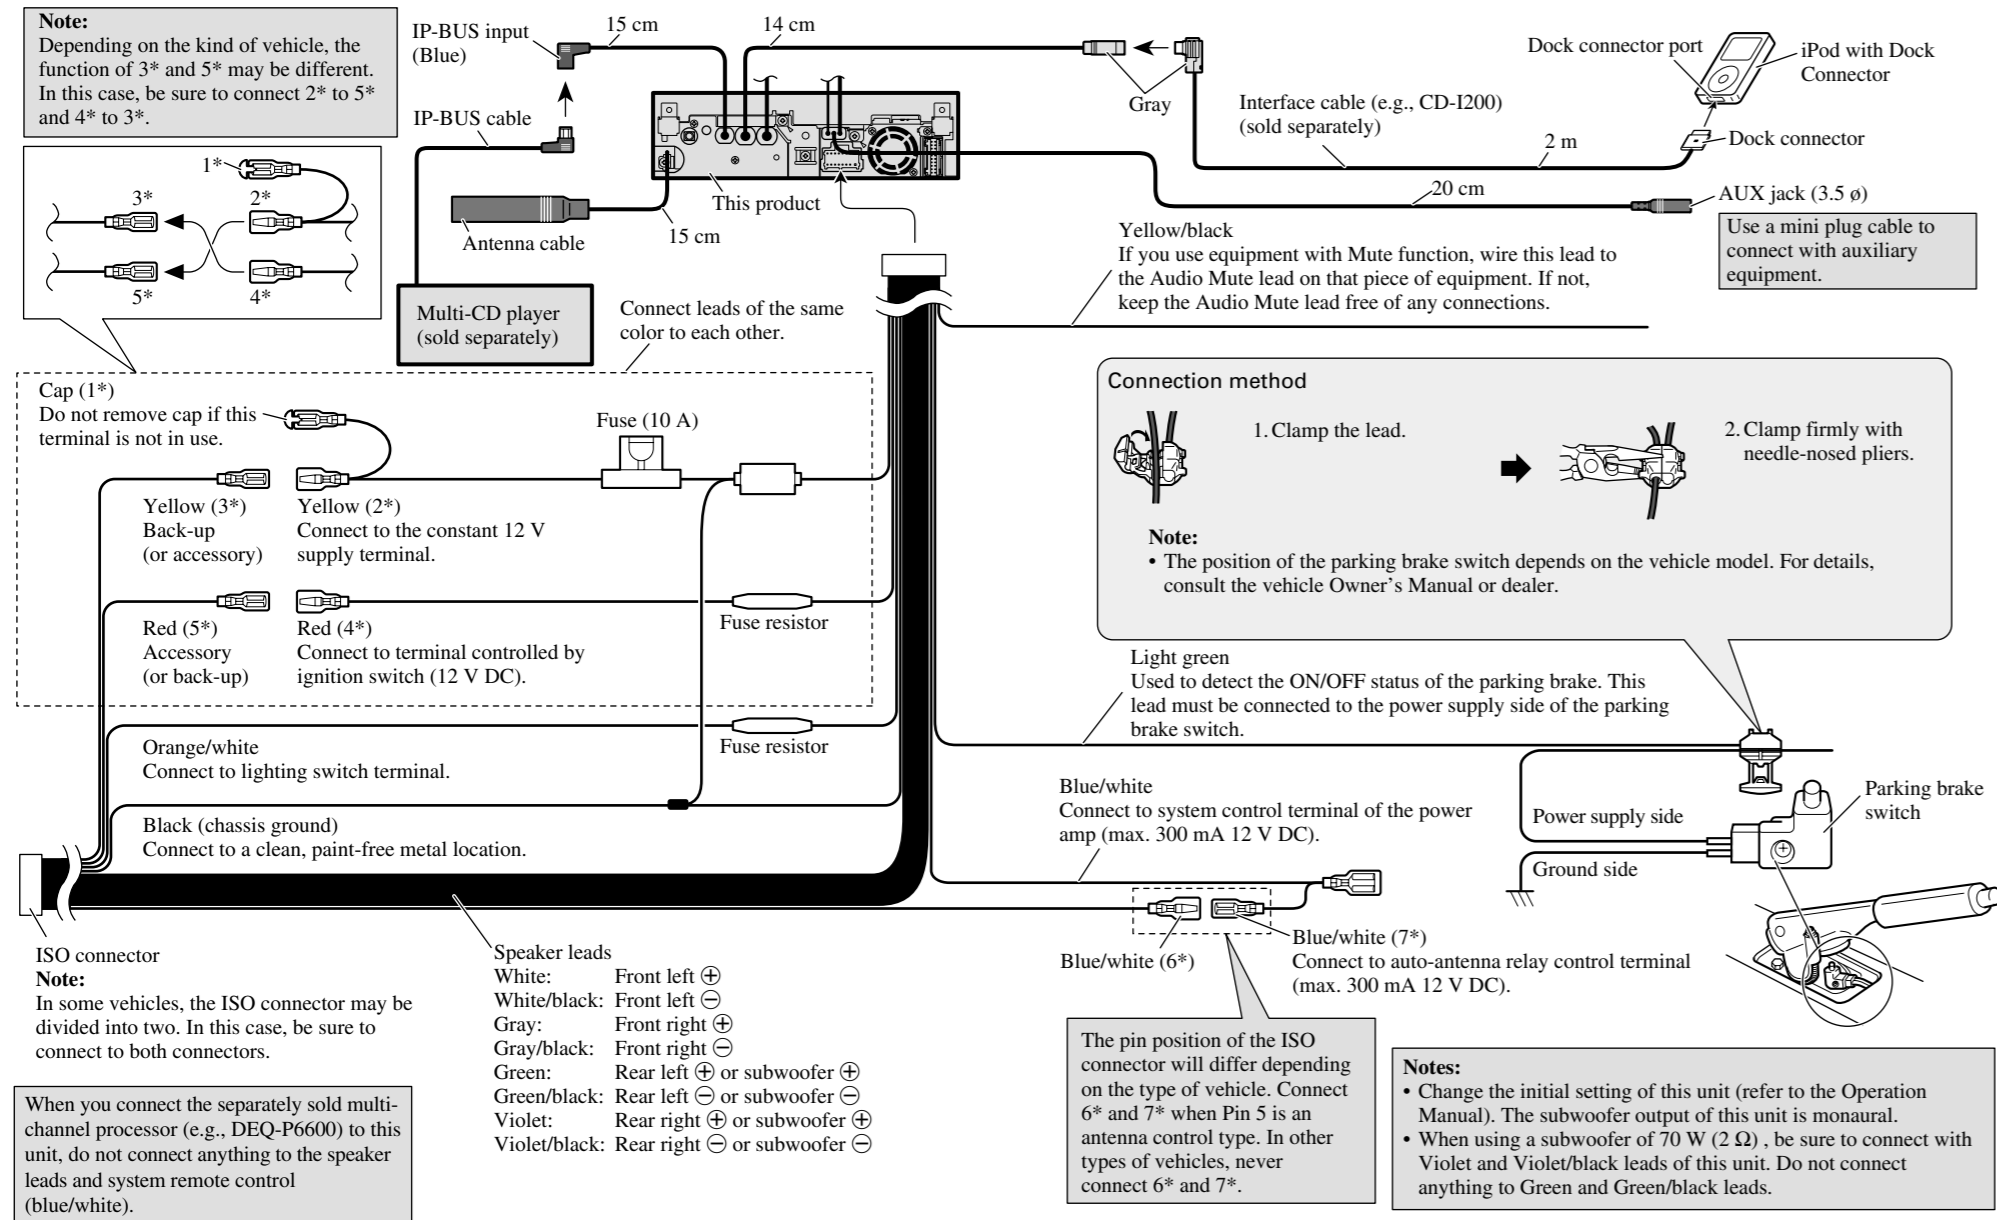 Note:
Depending on the kind of vehicle, the
function of 3* and 5* may be different.
In this case, be sure to connect 2* to 5*
and 4* to 3*.
IP-BUS input
(Blue)
15 cm
14 cm
IP-BUS cable
Gray
Dock connector port
iPod with Dock
Connector
Interface cable (e.g., CD-I200)
(sold separately)
2 m
Dock connector
1*
3*
2*
5*
4*
This product
Antenna cable
15 cm
20 cm
AUX jack (3.5 ø)
Use a mini plug cable to
connect with auxiliary
equipment.
Yellow/black
If you use equipment with Mute function, wire this lead to
the Audio Mute lead on that piece of equipment. If not,
keep the Audio Mute lead free of any connections.
Multi-CD player
(sold separately)
Connect leads of the same
color to each other.
Cap (1*)
Do not remove cap if this
terminal is not in use.
Fuse (10 A)
Yellow (3*)
Back-up
(or accessory)
Yellow (2*)
Connect to the constant 12 V
supply terminal.
Red (5*)
Accessory
(or back-up)
Red (4*)
Connect to terminal controlled by
ignition switch (12 V DC).
Fuse resistor
Orange/white
Connect to lighting switch terminal.
Fuse resistor
Black (chassis ground)
Connect to a clean, paint-free metal location.
Connection method
1. Clamp the lead.
2. Clamp firmly with
needle-nosed pliers.
Note:
• The position of the parking brake switch depends on the vehicle model. For details,
consult the vehicle Owner's Manual or dealer.
Light green
Used to detect the ON/OFF status of the parking brake. This
lead must be connected to the power supply side of the parking
brake switch.
Blue/white
Connect to system control terminal of the power
amp (max. 300 mA 12 V DC).
Power supply side
Parking brake
switch
Ground side
Blue/white (6*)
Blue/white (7*)
Connect to auto-antenna relay control terminal
(max. 300 mA 12 V DC).
ISO connector
Note:
In some vehicles, the ISO connector may be
divided into two. In this case, be sure to
connect to both connectors.
Speaker leads
White: Front left ⊕
White/black: Front left ⊖
Gray: Front right ⊕
Gray/black: Front right ⊖
Green: Rear left ⊕ or subwoofer ⊕
Green/black: Rear left ⊖ or subwoofer ⊖
Violet: Rear right ⊕ or subwoofer ⊕
Violet/black: Rear right ⊖ or subwoofer ⊖
When you connect the separately sold multi-
channel processor (e.g., DEQ-P6600) to this
unit, do not connect anything to the speaker
leads and system remote control
(blue/white).
The pin position of the ISO
connector will differ depending
on the type of vehicle. Connect
6* and 7* when Pin 5 is an
antenna control type. In other
types of vehicles, never
connect 6* and 7*.
Notes:
• Change the initial setting of this unit (refer to the Operation
Manual). The subwoofer output of this unit is monaural.
• When using a subwoofer of 70 W (2 Ω) , be sure to connect with
Violet and Violet/black leads of this unit. Do not connect
anything to Green and Green/black leads.